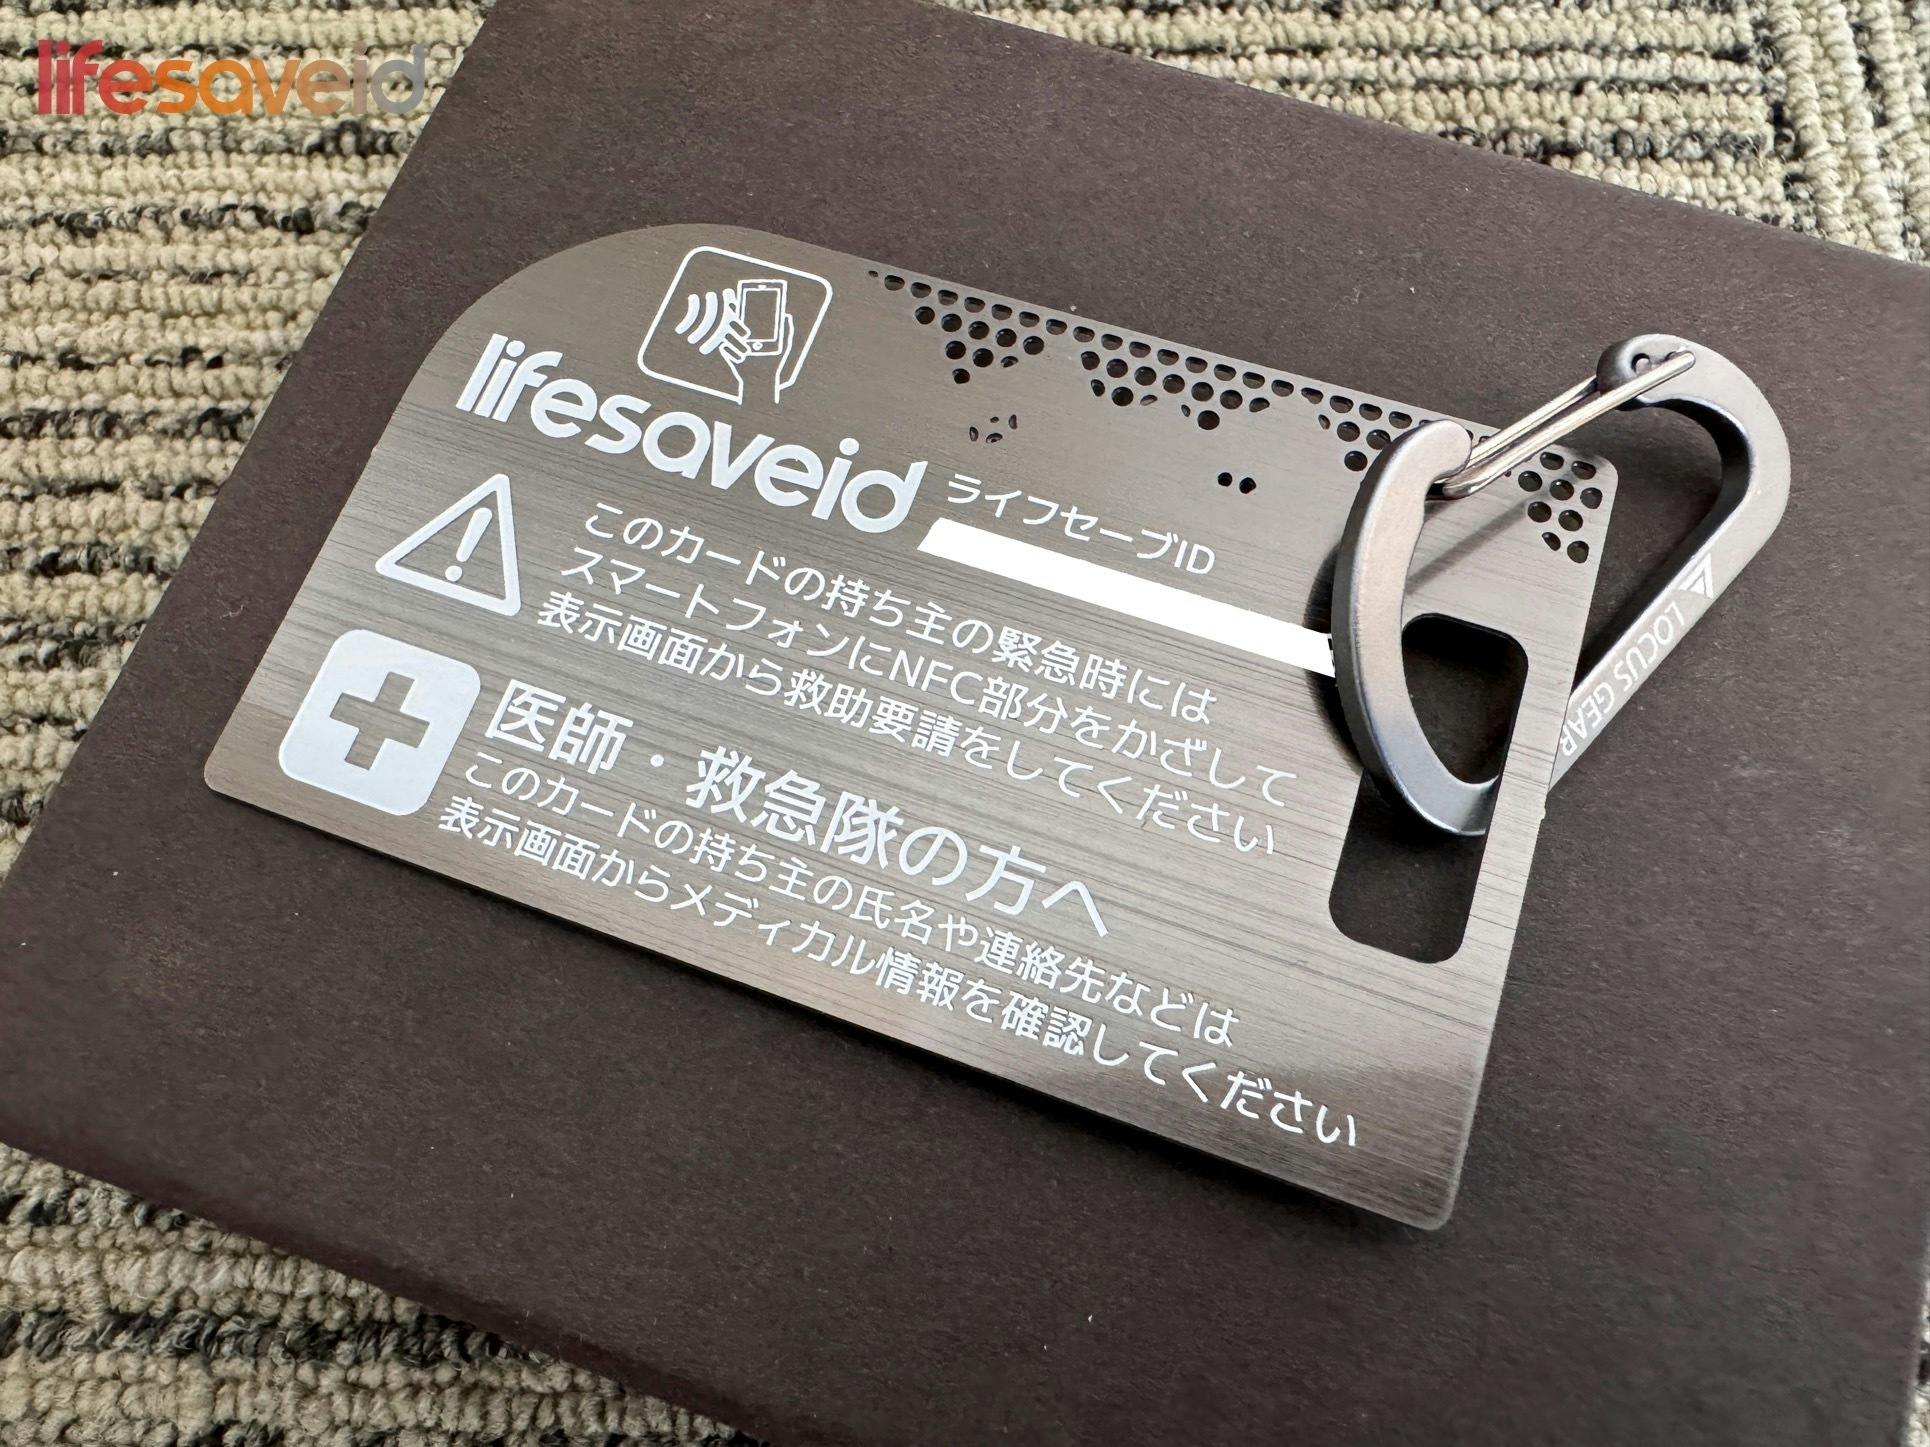 lifesaveid
lifesaveid
ライフセーブID
このカードの持ち主の緊急時には
スマートフォンにNFC部分をかざして
表示画面から救助要請をしてください
医師・救急隊の方へ
このカードの持ち主の氏名や連絡先などは
表示画面からメディカル情報を確認してください
LOCUS GEAR